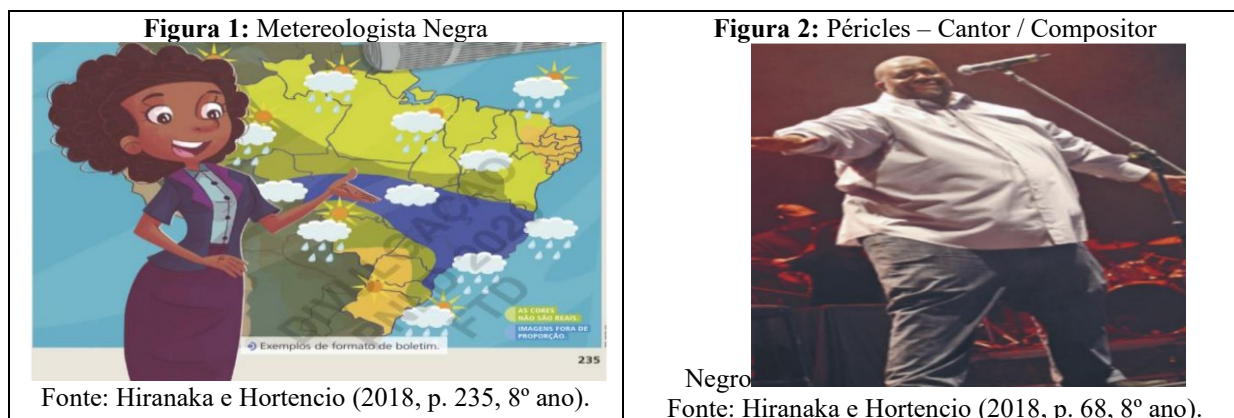 Figura 1: Metereologista Negra
AS CORES
NÃO SÃO REAIS.
IMAGENS FORA DE
PROPORÇÃO.
Exemplos de formato de boletim.
235
Fonte: Hiranaka e Hortencio (2018, p. 235, 8º ano).
Figura 2: Péricles – Cantor / Compositor
Negro
Fonte: Hiranaka e Hortencio (2018, p. 68, 8º ano).